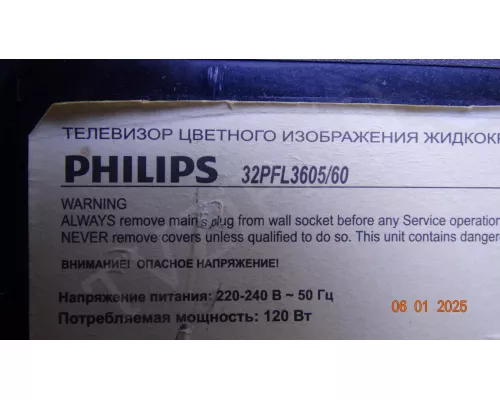 ТЕЛЕВИЗОР ЦВЕТНОГО ИЗОБРАЖЕНИЯ ЖИДКОК
PHILIPS 32PFL3605/60
WARNING
ALWAYS remove mains plug from wall socket before any Service operation
NEVER remove covers unless qualified to do so. This unit contains danger
ВНИМАНИЕ! ОПАСНОЕ НАПРЯЖЕНИЕ!
Напряжение питания: 220-240 В ~ 50 Гц
Потребляемая мощность: 120 Вт
06 01 2025